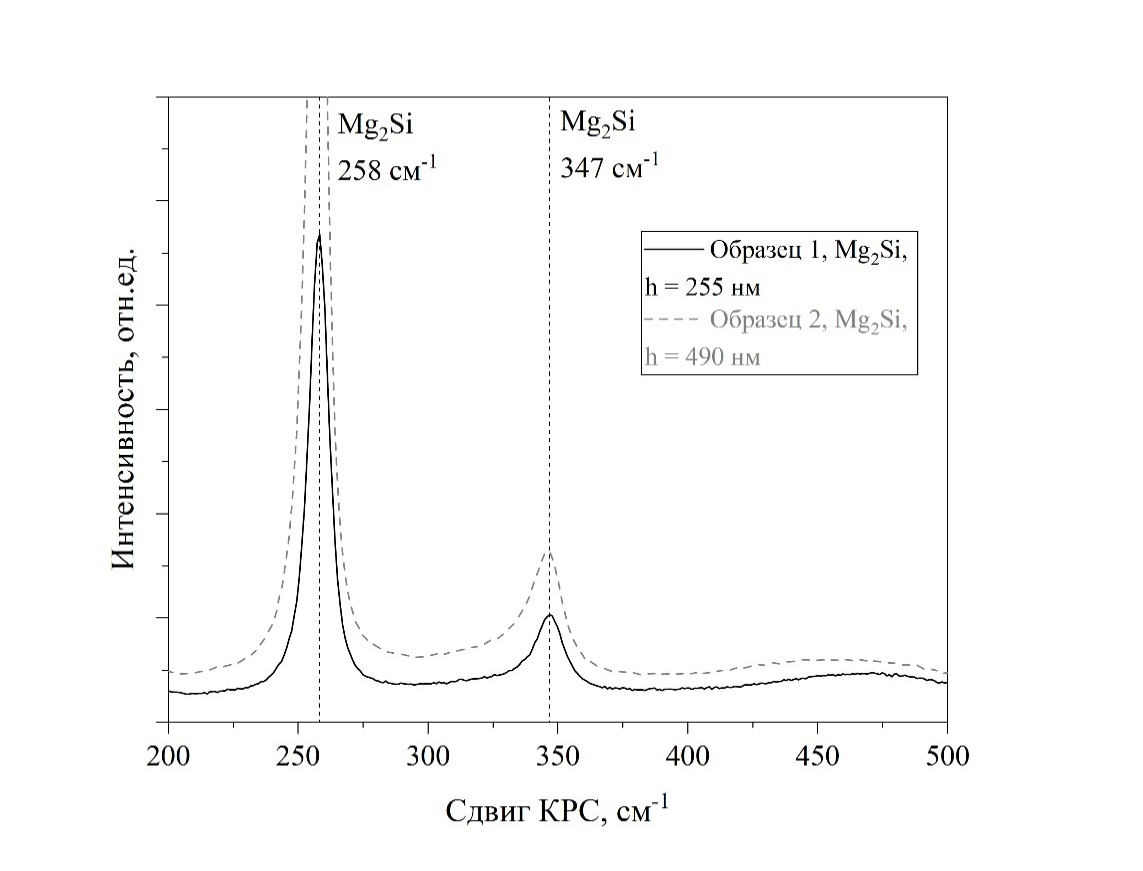 Mg₂Si
258 см⁻¹
Mg₂Si
347 см⁻¹
Образец 1, Mg₂Si,
h = 255 нм
Образец 2, Mg₂Si,
h = 490 нм
Интенсивность, отн.ед.
200 250 300 350 400 450 500
Сдвиг КРС, см⁻¹